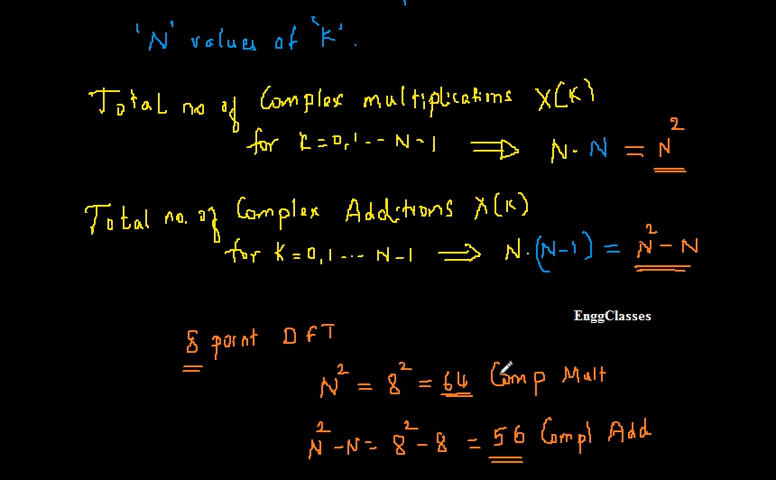 'N' values of 'K'.
Total no of Complex multiplications X(K)
for K=0,1--- N-1 ⟹ N· N = N²
Total no. of Complex Additions X(K)
for K=0,1--- N-1 ⟹ N·(N-1) = N²-N
EnggClasses
8 point DFT
N² = 8² = 64 Comp Mult
N²-N = 8²-8 = 56 Compl Add